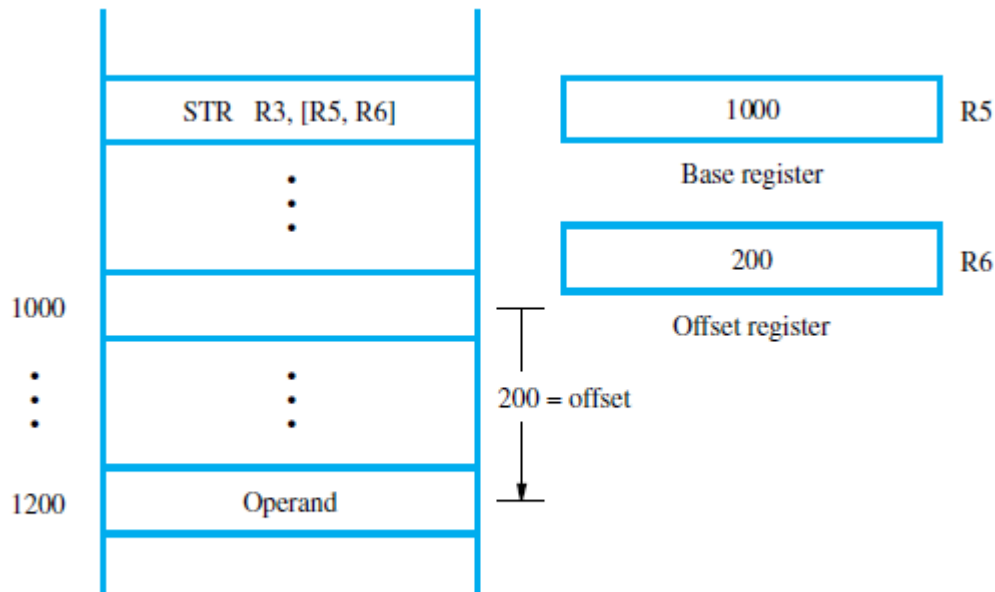 STR R3, [R5, R6]
1000
R5
Base register
200
R6
Offset register
1000
200 = offset
1200
Operand